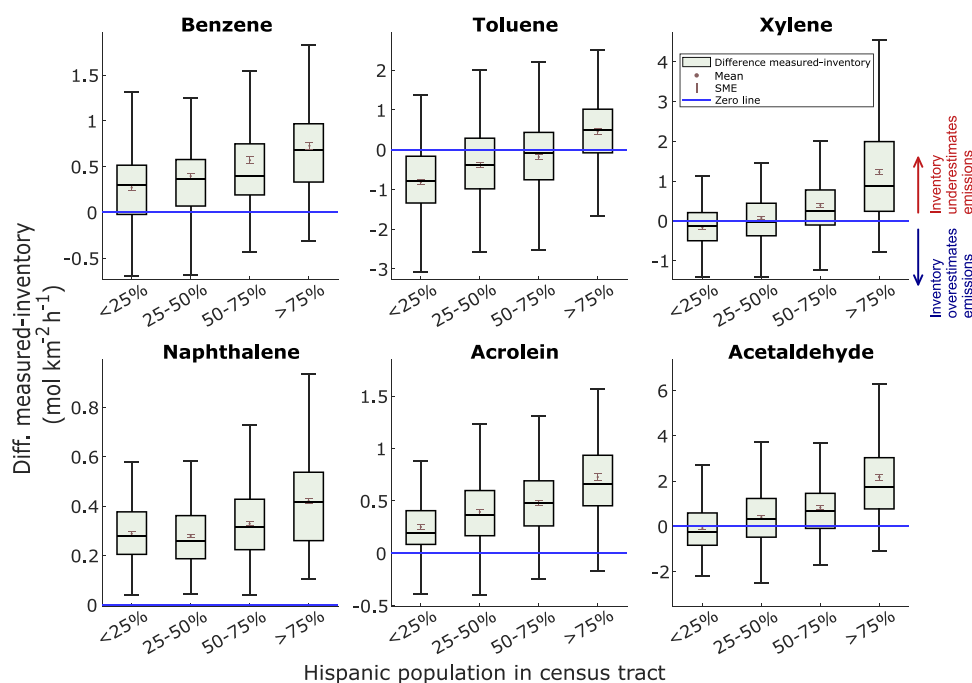 Benzene
Toluene
Xylene
1.5
1
0.5
0
-0.5
<25%
25-50%
50-75%
>75%
2
1
0
-1
-2
-3
<25%
25-50%
50-75%
>75%
4
3
2
1
0
-1
<25%
25-50%
50-75%
>75%
Difference measured-inventory
Mean
SME
Zero line
Inventory
underestimates
emissions
Inventory
overestimates
emissions
Diff. measured-inventory
(mol km⁻²h⁻¹)
Naphthalene
Acrolein
Acetaldehyde
0.8
0.6
0.4
0.2
0
<25%
25-50%
50-75%
>75%
1.5
1
0.5
0
-0.5
<25%
25-50%
50-75%
>75%
6
4
2
0
-2
<25%
25-50%
50-75%
>75%
Hispanic population in census tract